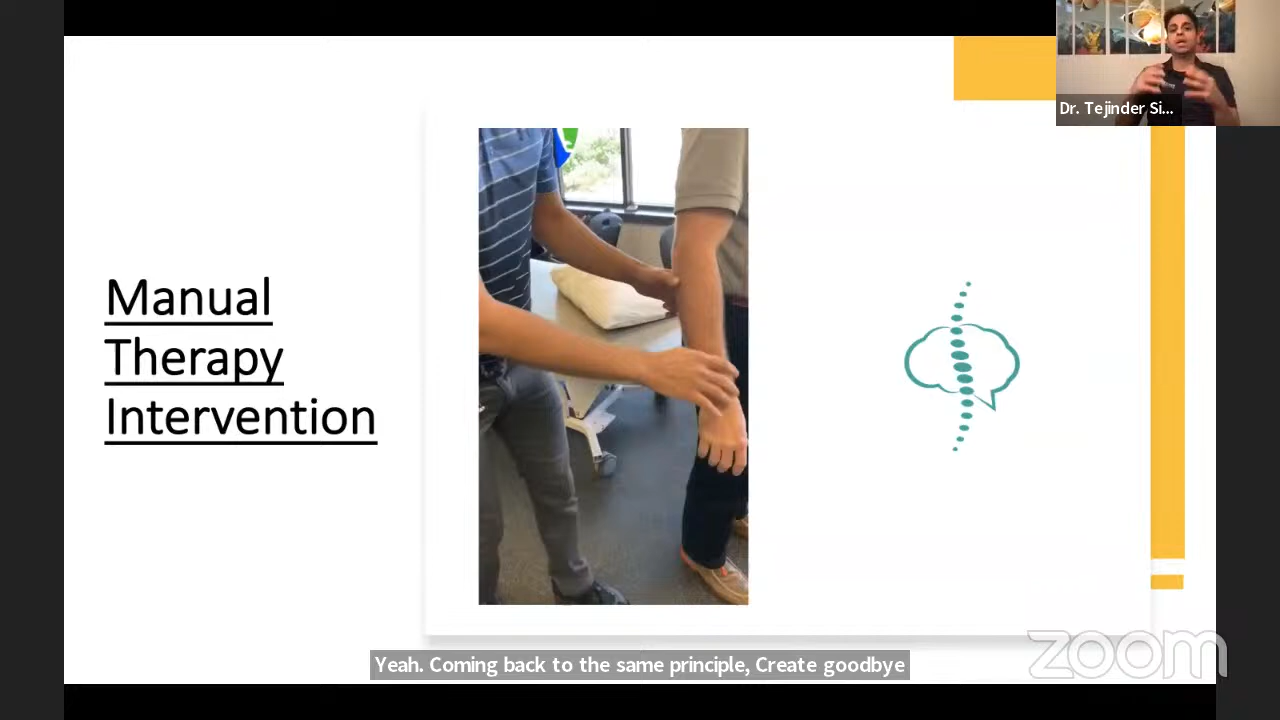 Dr. Tejinder Si...
Manual
Therapy
Intervention
Yeah. Coming back to the same principle, Create goodbye
zoom